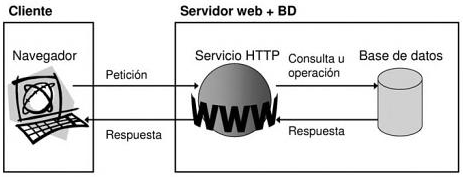 Cliente
Servidor web + BD
Navegador
Servicio HTTP
Consulta u
operación
Base de datos
Petición
WWW
Respuesta
Respuesta